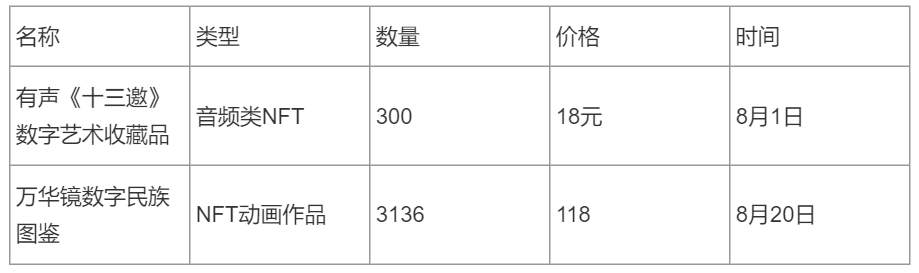 名称 类型 数量 价格 时间
有声《十三邀》
数字艺术收藏品 音频类NFT 300 18元 8月1日
万华镜数字民族
图鉴 NFT动画作品 3136 118 8月20日